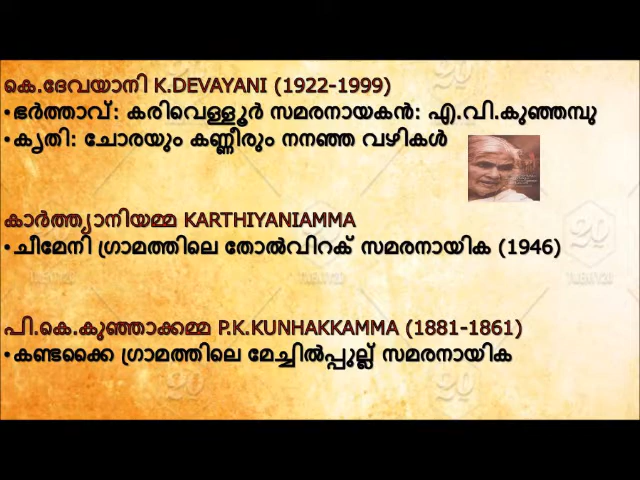 കെ.ദേവയാനി K.DEVAYANI (1922-1999)
•ഭർത്താവ്: കരിവെള്ളൂർ സമരനായകൻ: എ.വി.കുഞ്ഞമ്പു
•കൃതി: ചോരയും കണ്ണീരും നനഞ്ഞ വഴികൾ
കാർത്ത്യാനിയമ്മ KARTHIYANIAMMA
•ചീമേനി ഗ്രാമത്തിലെ തോൽവിറക് സമരനായിക (1946)
പി.കെ.കുഞ്ഞാക്കമ്മ P.K.KUNHAKKAMMA (1881-1861)
•കണ്ടക്കൈ ഗ്രാമത്തിലെ മേച്ചിൽപ്പുല്ല് സമരനായിക